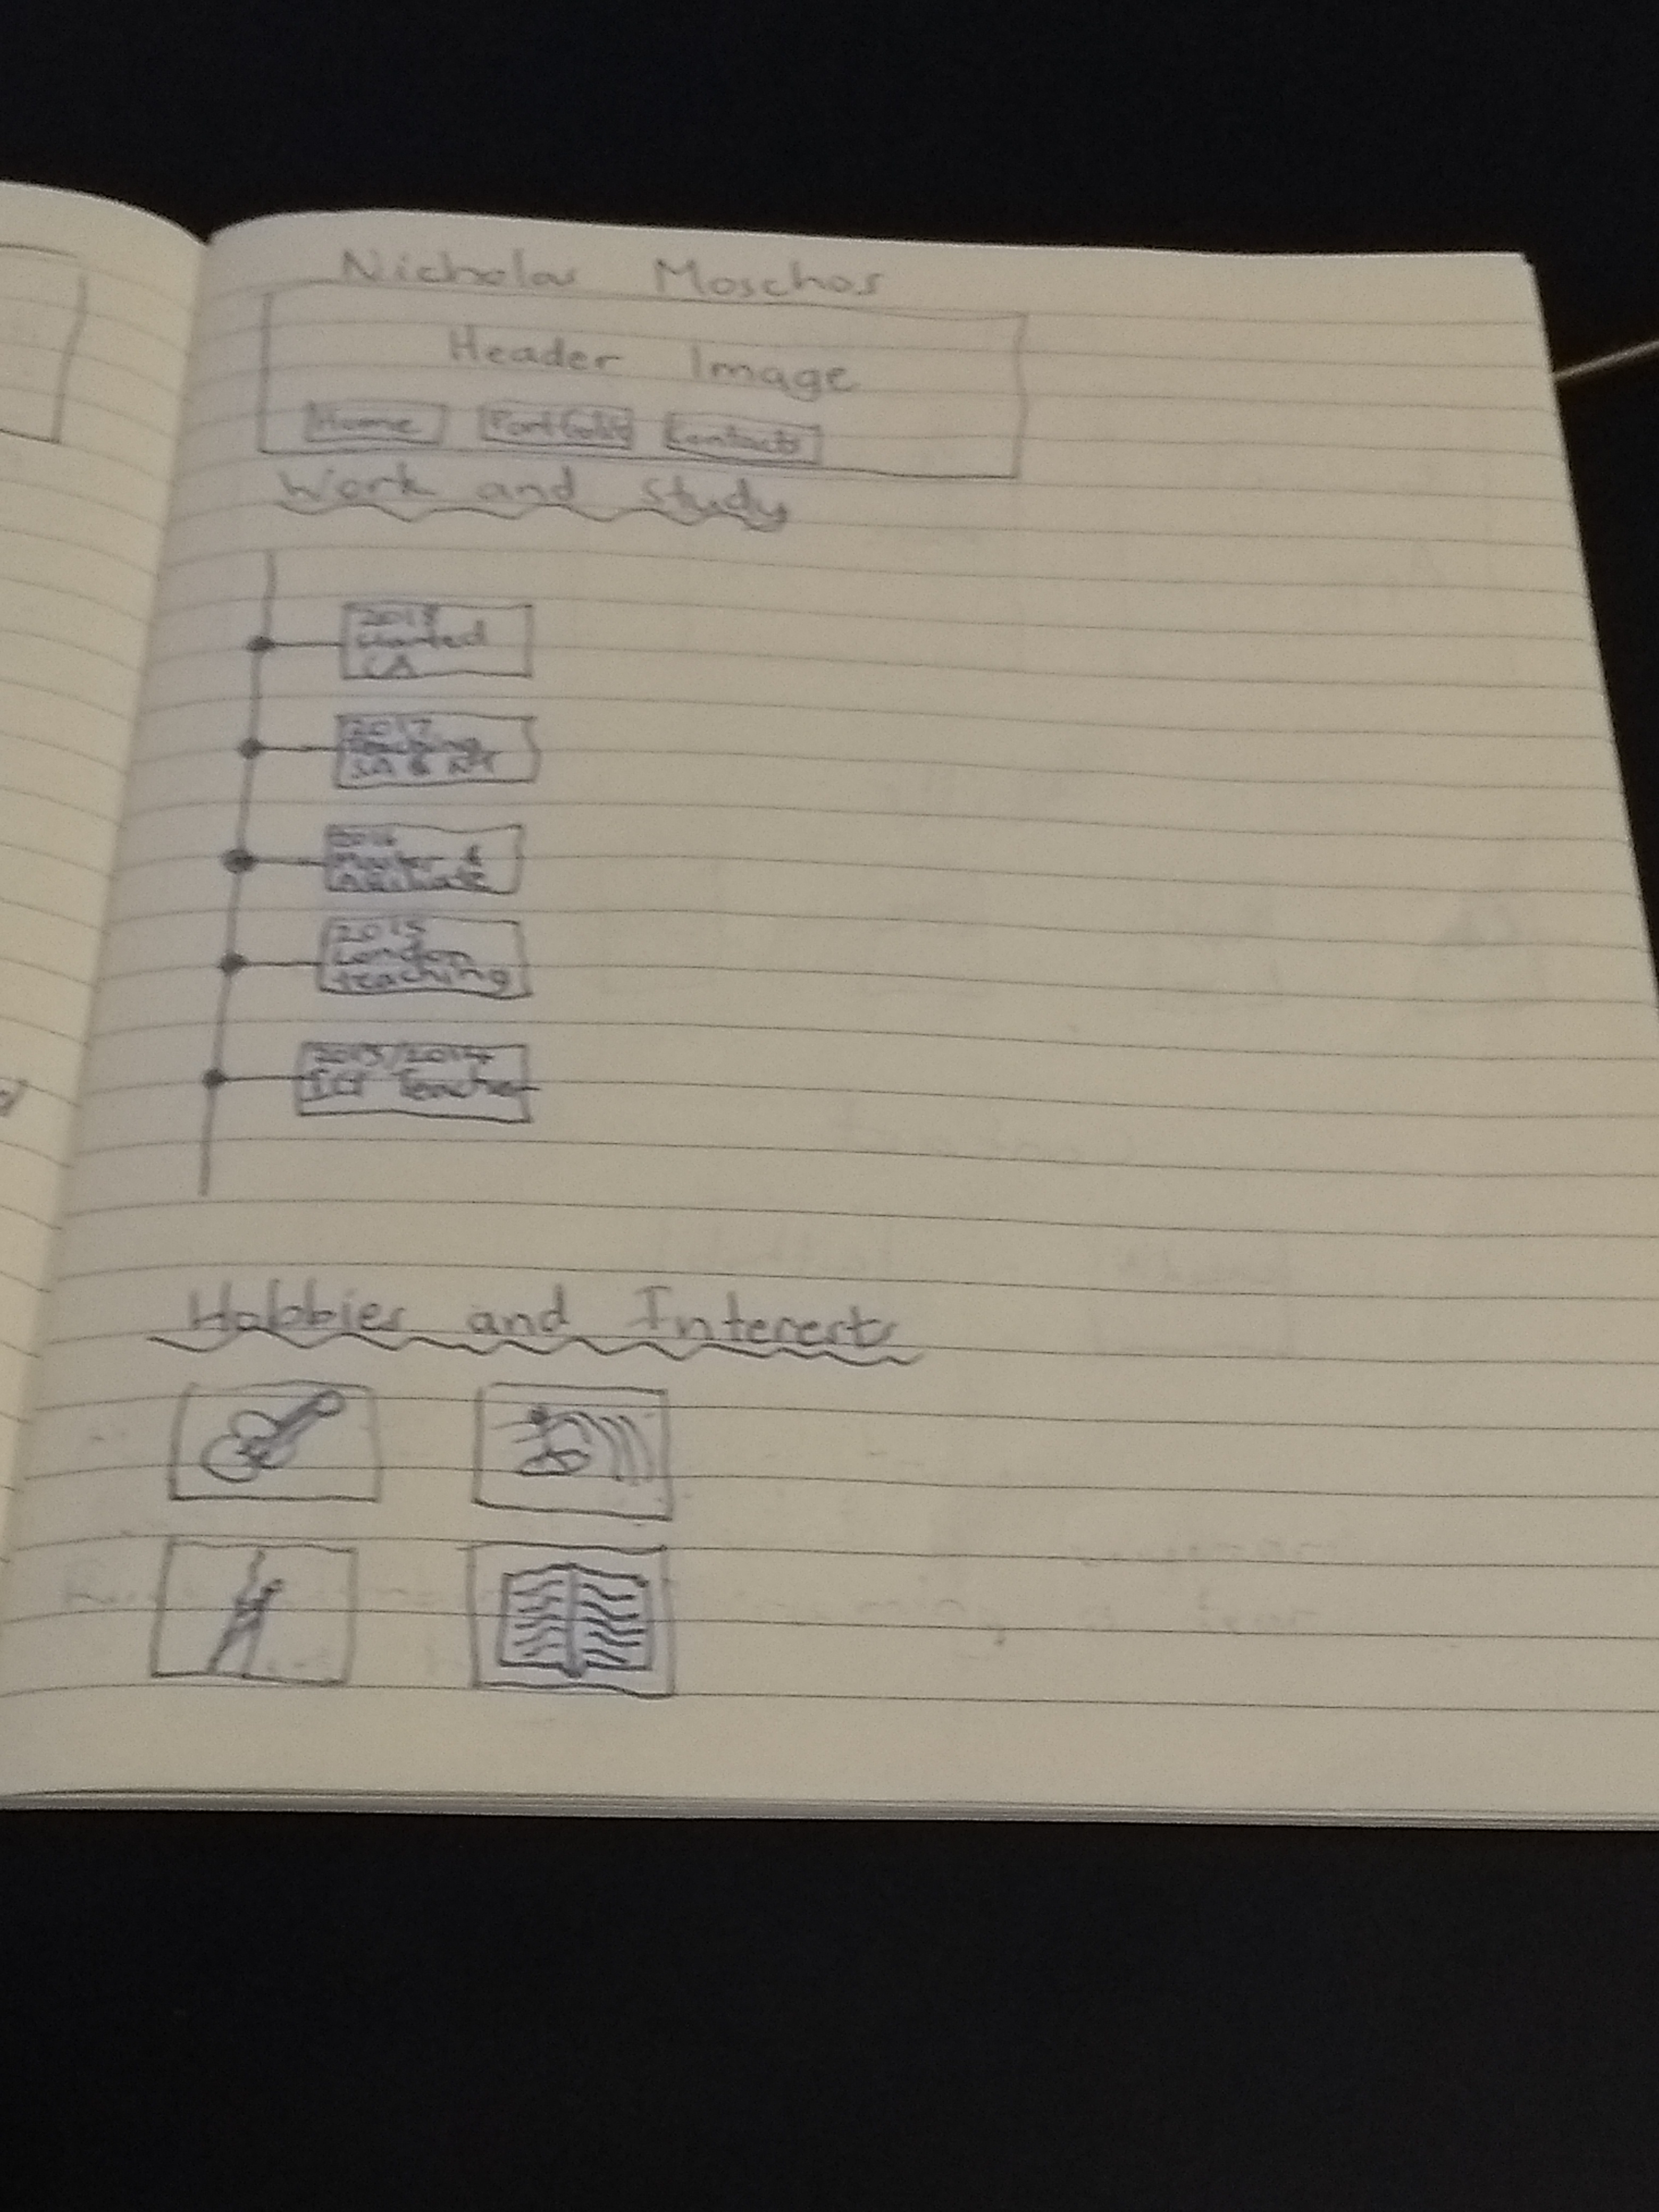 Nicholas Moschos
Header Image
Home Portfolio Contacts
Work and study
2018
started
CA
2017
Teaching
SA & NT
2016
Master &
2015
London
teaching
2013/2014
ICT Teacher
Hobbies and Interests